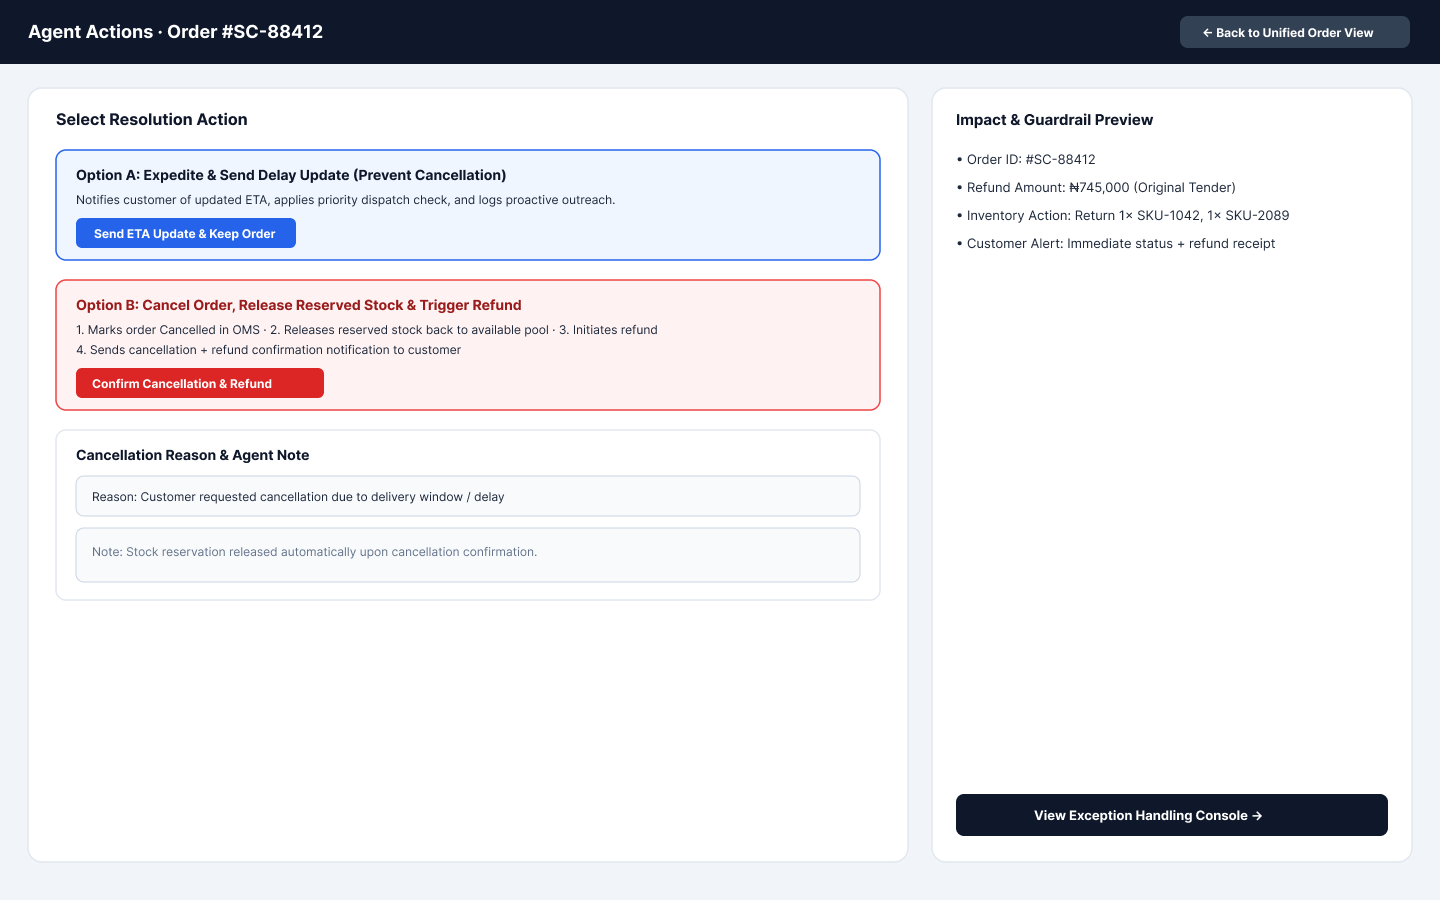 Agent Actions · Order #SC-88412
← Back to Unified Order View
Select Resolution Action
Option A: Expedite & Send Delay Update (Prevent Cancellation)
Notifies customer of updated ETA, applies priority dispatch check, and logs proactive outreach.
Send ETA Update & Keep Order
Option B: Cancel Order, Release Reserved Stock & Trigger Refund
1. Marks order Cancelled in OMS · 2. Releases reserved stock back to available pool · 3. Initiates refund
4. Sends cancellation + refund confirmation notification to customer
Confirm Cancellation & Refund
Cancellation Reason & Agent Note
Reason: Customer requested cancellation due to delivery window / delay
Note: Stock reservation released automatically upon cancellation confirmation.
Impact & Guardrail Preview
• Order ID: #SC-88412
• Refund Amount: ₦745,000 (Original Tender)
• Inventory Action: Return 1× SKU-1042, 1× SKU-2089
• Customer Alert: Immediate status + refund receipt
View Exception Handling Console →